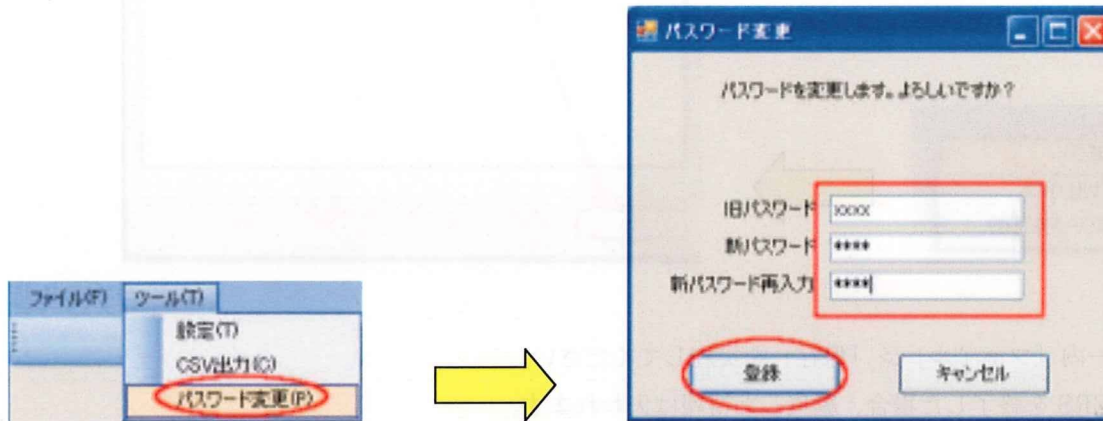 パスワード変更
パスワードを変更します。よろしいですか?
旧パスワード xxxx
新パスワード ****
新パスワード再入力 ****
登録 キャンセル
ファイル(F) ツール(T)
設定(T)
CSV出力(C)
パスワード変更(P)